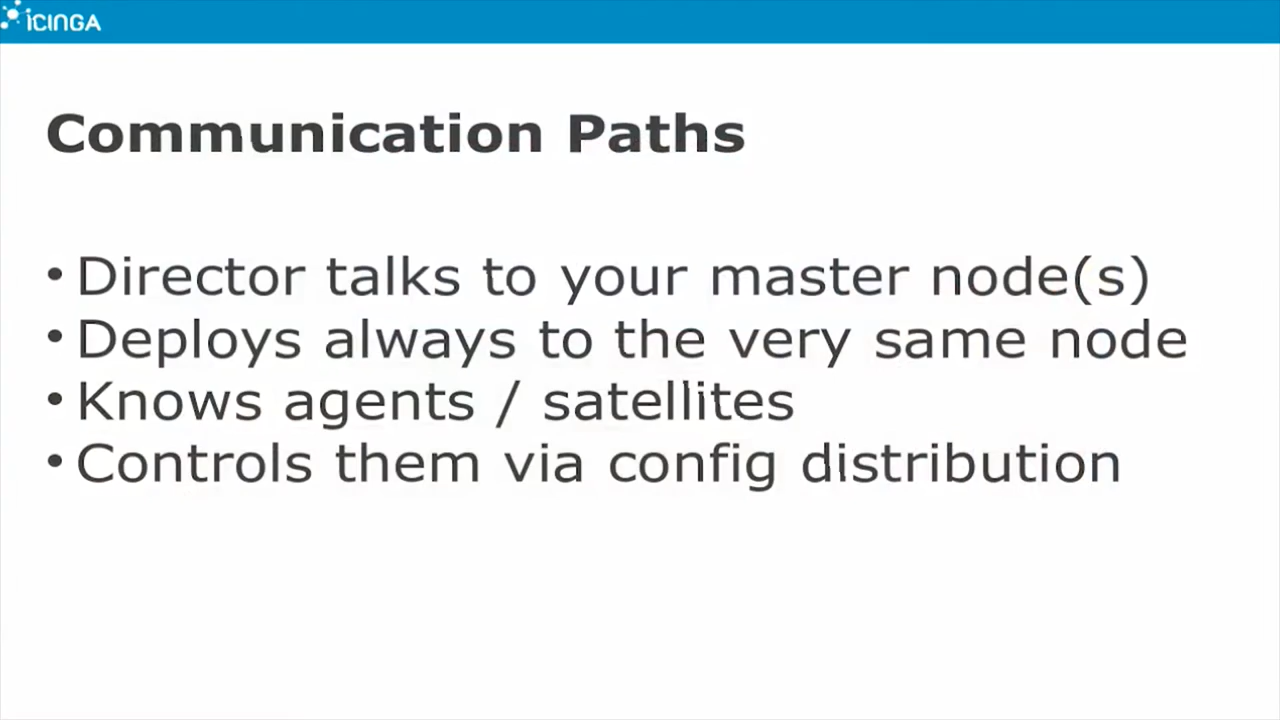 ICINGA
Communication Paths
• Director talks to your master node(s)
• Deploys always to the very same node
• Knows agents / satellites
• Controls them via config distribution